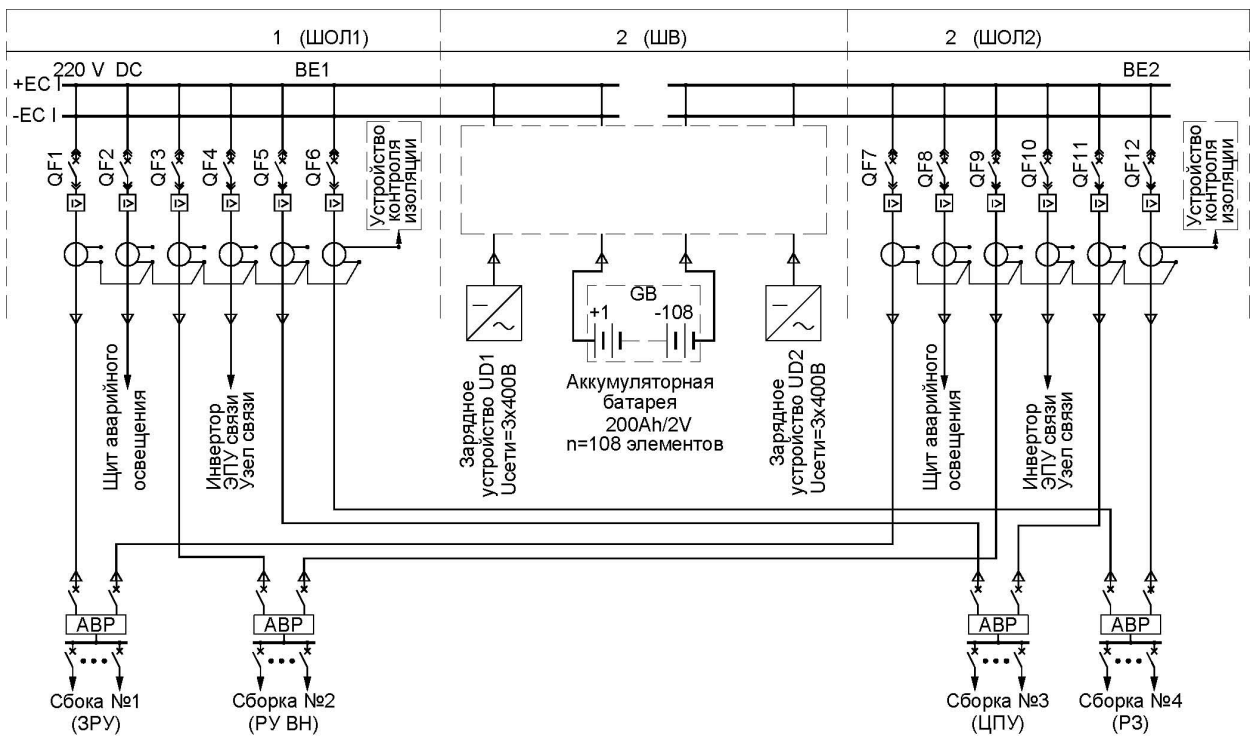 1 (ШОЛ1)
2 (ШВ)
2 (ШОЛ2)
220 V DC
BE1
BE2
+EC I
-EC I
QF1
QF2
QF3
QF4
QF5
QF6
Устройство
контроля
изоляции
QF7
QF8
QF9
QF10
QF11
QF12
Устройство
контроля
изоляции
V
V
V
V
V
V
V
V
V
V
V
V
GB
+1
-108
Щит аварийного
освещения
Инвертор
ЭПУ связи
Узел связи
Зарядное
устройство UD1
Uсети=3x400В
Аккумуляторная
батарея
200Ah/2V
n=108 элементов
Зарядное
устройство UD2
Uсети=3x400В
Щит аварийного
освещения
Инвертор
ЭПУ связи
Узел связи
АВР
АВР
АВР
АВР
Сбока №1
(ЗРУ)
Сборка №2
(РУ ВН)
Сборка №3
(ЦПУ)
Сборка №4
(РЗ)